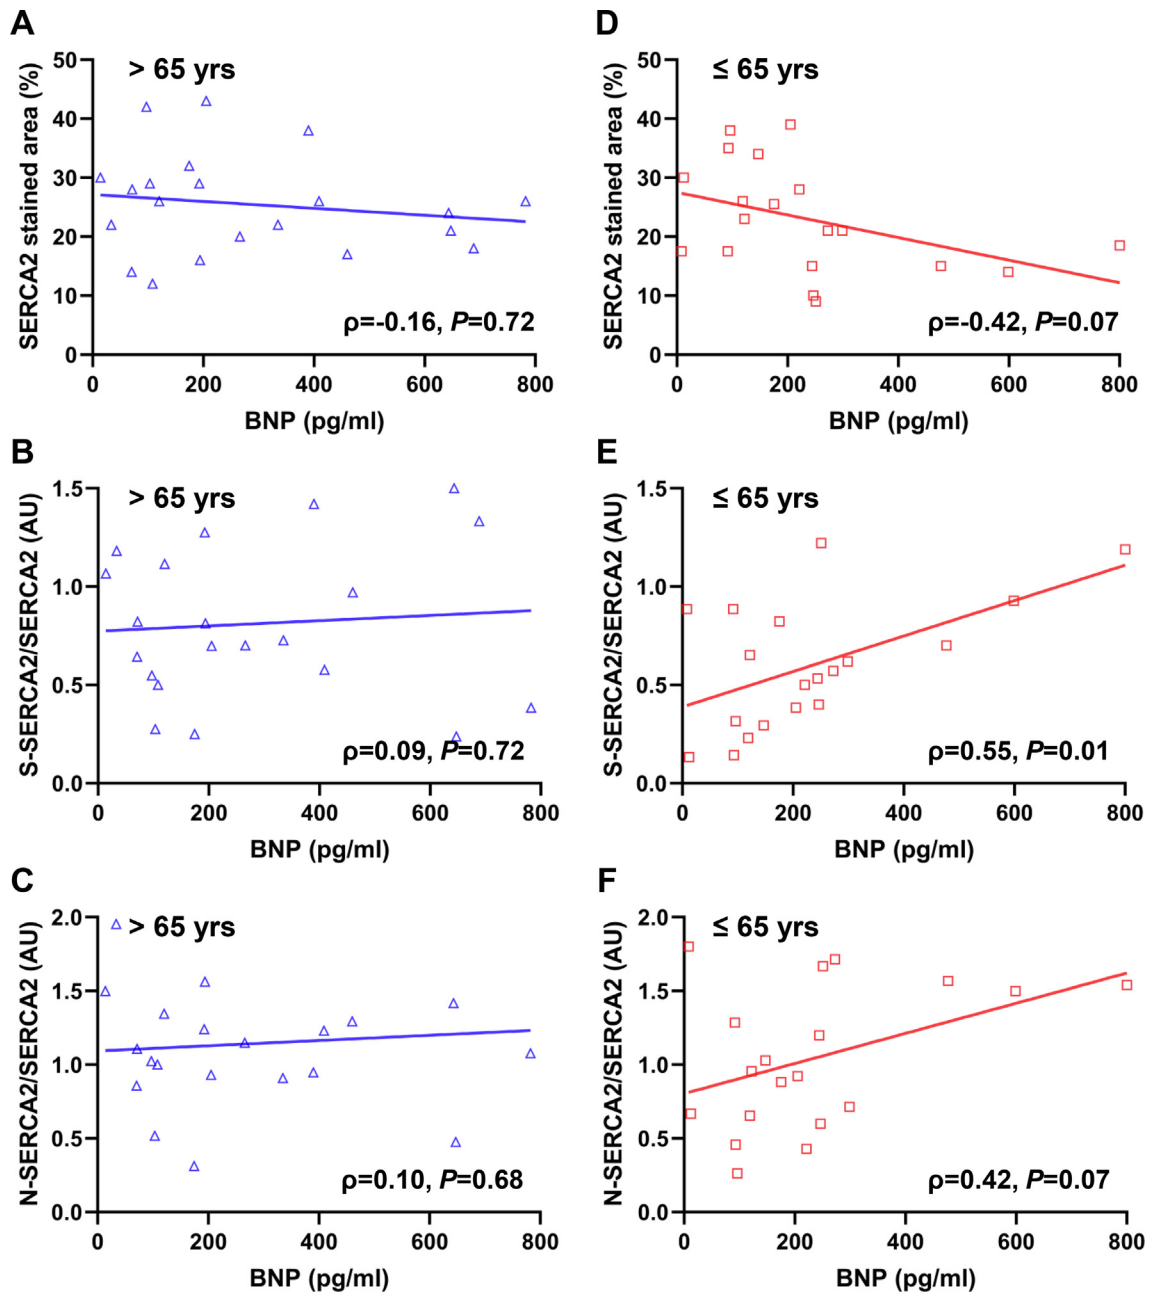 A
SERCA2 stained area (%)
> 65 yrs
50
40
30
20
10
0
ρ=-0.16, P=0.72
0 200 400 600 800
BNP (pg/ml)
D
SERCA2 stained area (%)
≤ 65 yrs
50
40
30
20
10
0
ρ=-0.42, P=0.07
0 200 400 600 800
BNP (pg/ml)
B
S-SERCA2/SERCA2 (AU)
> 65 yrs
1.5
1.0
0.5
0.0
ρ=0.09, P=0.72
0 200 400 600 800
BNP (pg/ml)
E
S-SERCA2/SERCA2 (AU)
≤ 65 yrs
1.5
1.0
0.5
0.0
ρ=0.55, P=0.01
0 200 400 600 800
BNP (pg/ml)
C
N-SERCA2/SERCA2 (AU)
> 65 yrs
2.0
1.5
1.0
0.5
0.0
ρ=0.10, P=0.68
0 200 400 600 800
BNP (pg/ml)
F
N-SERCA2/SERCA2 (AU)
≤ 65 yrs
2.0
1.5
1.0
0.5
0.0
ρ=0.42, P=0.07
0 200 400 600 800
BNP (pg/ml)